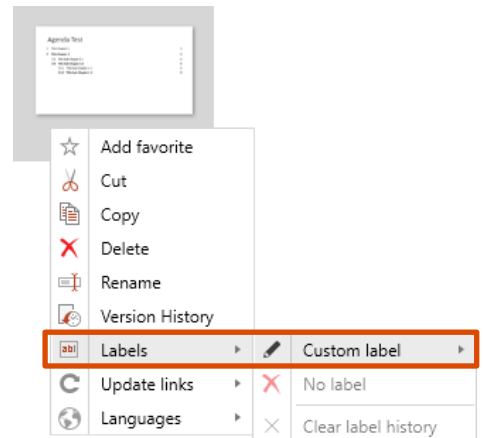 Agenda Test
Add favorite
Cut
Copy
Delete
Rename
Version History
abl Labels Custom label
Update links No label
Languages Clear label history